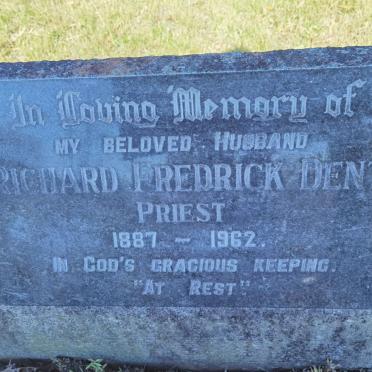 In Loving Memory of
MY BELOVED HUSBAND
RICHARD FREDRICK DENT
PRIEST
1887 - 1962.
IN GOD'S GRACIOUS KEEPING.
"AT REST"